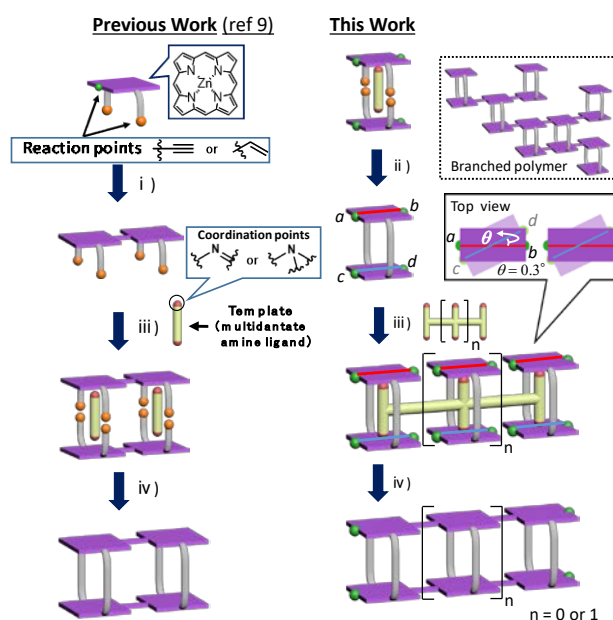 Previous Work (ref 9)
N
N
Zn
N
N
Reaction points
or
i )
Coordination points
N
or
N
iii )
Template
(multidantate
amine ligand)
iv )
This Work
Branched polymer
ii )
a
b
c
d
Top view
a
θ
d
b
c
θ = 0.3°
iii )
n
n
iv )
n
n = 0 or 1